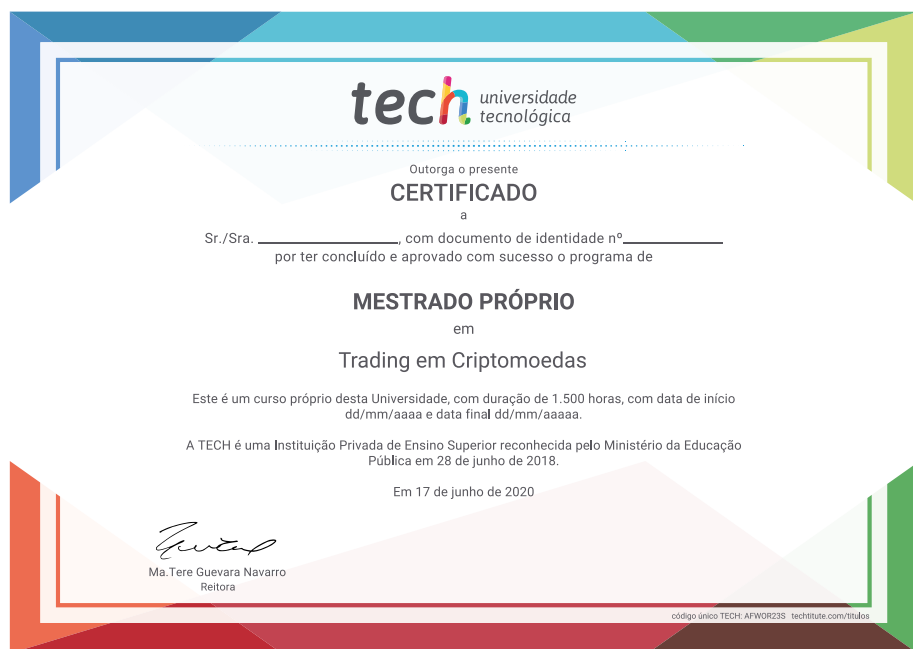 tech universidade
tecnológica
Outorga o presente
CERTIFICADO
a
Sr./Sra. ____________________, com documento de identidade nº______________
por ter concluído e aprovado com sucesso o programa de
MESTRADO PRÓPRIO
em
Trading em Criptomoedas
Este é um curso próprio desta Universidade, com duração de 1.500 horas, com data de início
dd/mm/aaaa e data final dd/mm/aaaaa.
A TECH é uma Instituição Privada de Ensino Superior reconhecida pelo Ministério da Educação
Pública em 28 de junho de 2018.
Em 17 de junho de 2020
Ma.Tere Guevara Navarro
Reitora
código único TECH: AFWOR23S techtitute.com/titulos